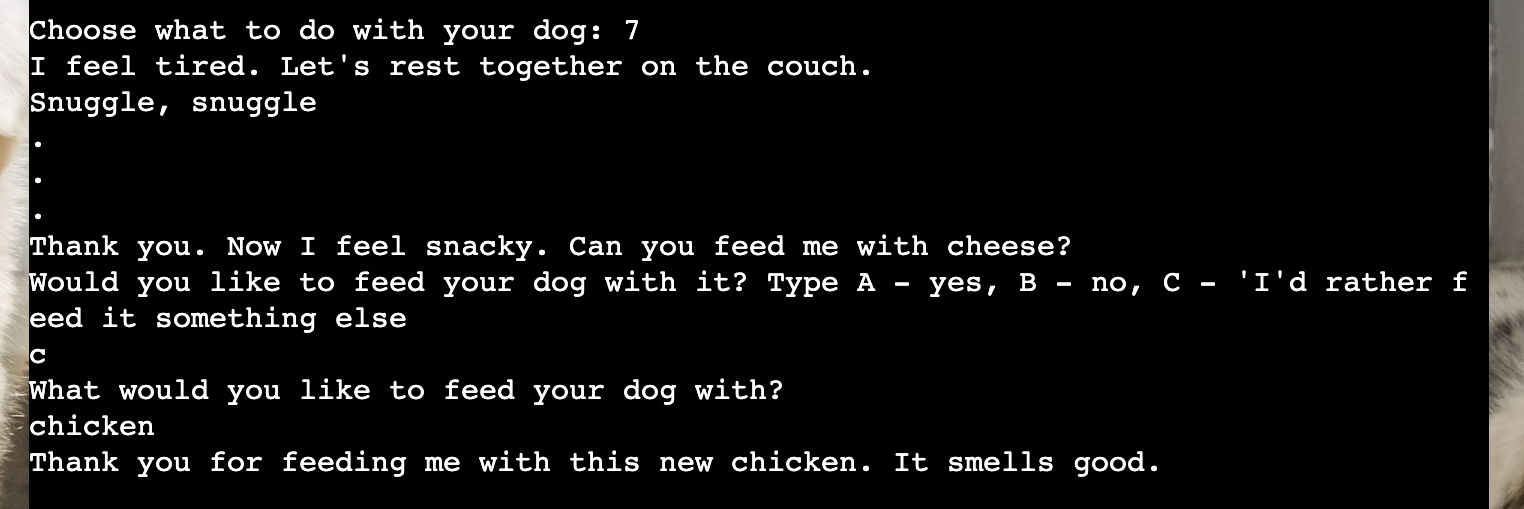 Choose what to do with your dog: 7
I feel tired. Let's rest together on the couch.
Snuggle, snuggle
.
.
.
Thank you. Now I feel snacky. Can you feed me with cheese?
Would you like to feed your dog with it? Type A - yes, B - no, C - 'I'd rather f
eed it something else
c
What would you like to feed your dog with?
chicken
Thank you for feeding me with this new chicken. It smells good.